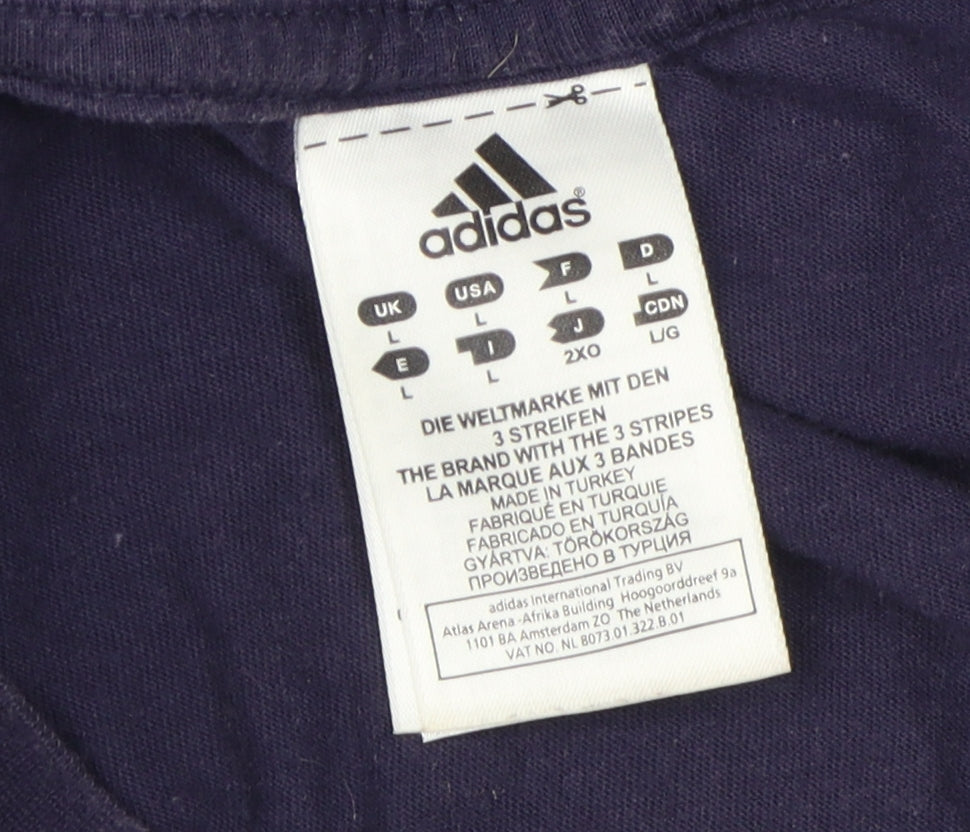 adidas®
UK USA F D
L L L L
E I J CDN
L L 2XO L/G
DIE WELTMARKE MIT DEN
3 STREIFEN
THE BRAND WITH THE 3 STRIPES
LA MARQUE AUX 3 BANDES
MADE IN TURKEY
FABRIQUÉ EN TURQUIE
FABRICADO EN TURQUÍA
GYÁRTVA: TÖRÖKORSZÁG
ПРОИЗВЕДЕНО В ТУРЦИЯ
adidas International Trading BV
Atlas Arena -Afrika Building Hoogoorddreef 9a
1101 BA Amsterdam ZO The Netherlands
VAT NO. NL 8073.01.322.B.01